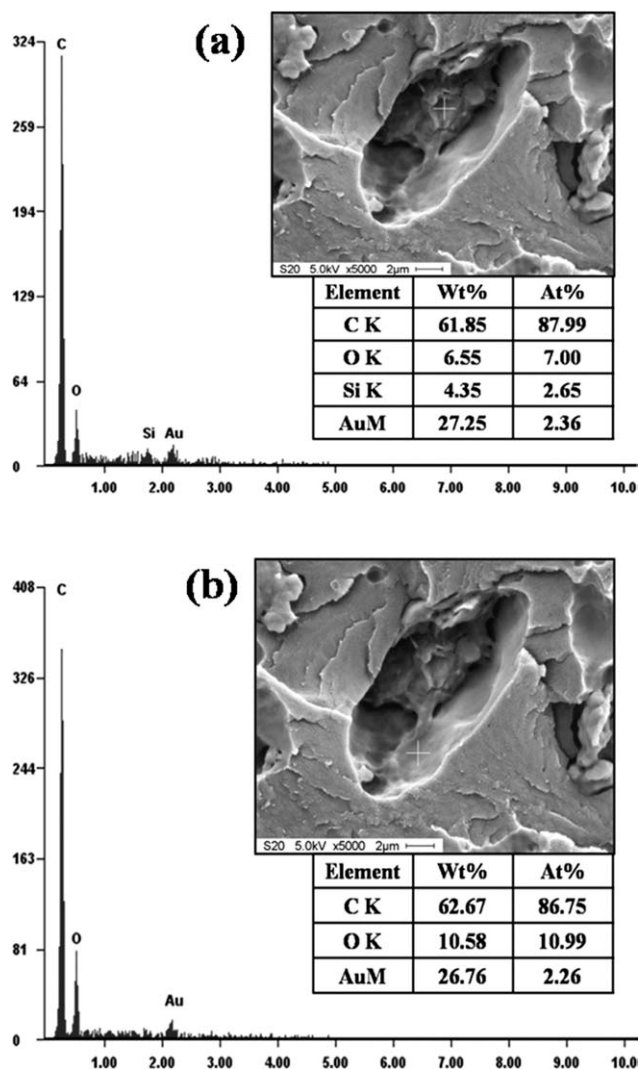 (a)
324
C
259
194
129
64
O
Si Au
0
1.00 2.00 3.00 4.00 5.00 6.00 7.00 8.00 9.00 10.0
S20 5.0kV x5000 2µm
Element Wt% At%
C K 61.85 87.99
O K 6.55 7.00
Si K 4.35 2.65
AuM 27.25 2.36
(b)
408
C
326
244
163
81
O
Au
0
1.00 2.00 3.00 4.00 5.00 6.00 7.00 8.00 9.00 10.0
S20 5.0kV x5000 2µm
Element Wt% At%
C K 62.67 86.75
O K 10.58 10.99
AuM 26.76 2.26